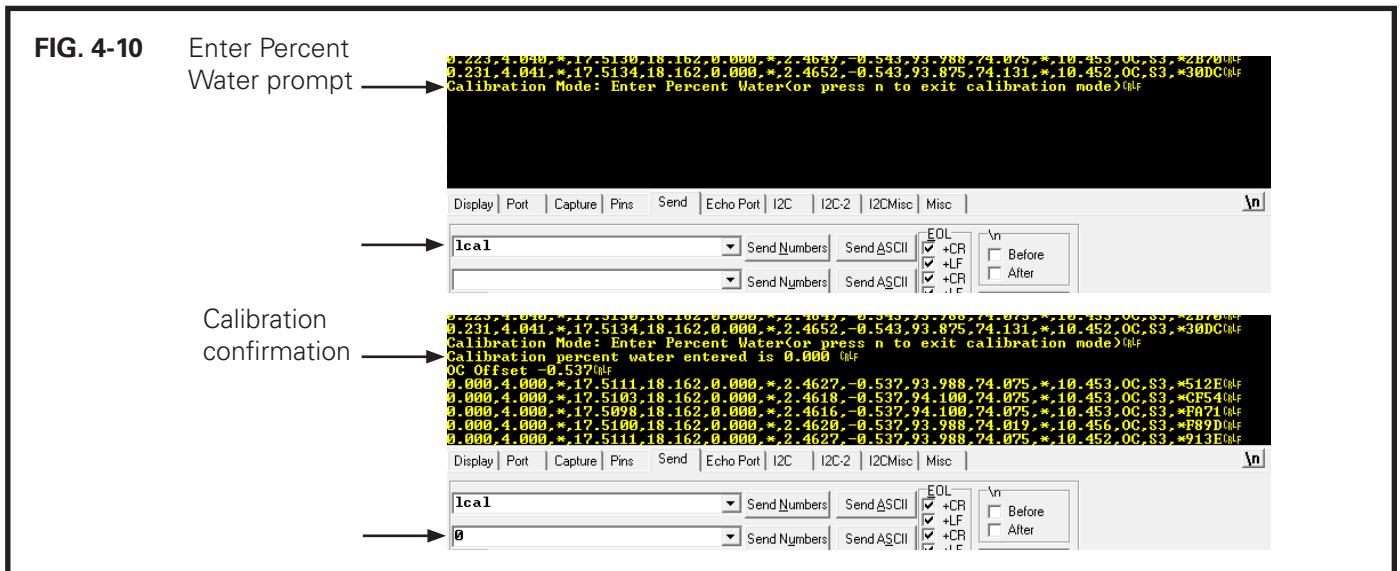 FIG. 4-10 Enter Percent
Water prompt
0.231,4.041,*,17.5134,18.162,0.000,*,2.4652,-0.543,93.875,74.131,*,10.452,OC,S3,*30DC CRLF
Calibration Mode: Enter Percent Water(or press n to exit calibration mode) CRLF
Display Port Capture Pins Send Echo Port I2C I2C-2 I2CMisc Misc \n
EOL \n
lcal Send Numbers Send ASCII +CR Before
+LF After
Send Numbers Send ASCII +CR
+LF
Calibration
confirmation
0.231,4.041,*,17.5134,18.162,0.000,*,2.4652,-0.543,93.875,74.131,*,10.452,OC,S3,*30DC CRLF
Calibration Mode: Enter Percent Water(or press n to exit calibration mode) CRLF
Calibration percent water entered is 0.000 CRLF
OC Offset -0.537 CRLF
0.000,4.000,*,17.5111,18.162,0.000,*,2.4627,-0.537,93.988,74.075,*,10.453,OC,S3,*512E CRLF
0.000,4.000,*,17.5103,18.162,0.000,*,2.4618,-0.537,94.100,74.075,*,10.453,OC,S3,*CF54 CRLF
0.000,4.000,*,17.5098,18.162,0.000,*,2.4616,-0.537,94.100,74.075,*,10.453,OC,S3,*FA71 CRLF
0.000,4.000,*,17.5100,18.162,0.000,*,2.4620,-0.537,93.988,74.019,*,10.456,OC,S3,*F89D CRLF
0.000,4.000,*,17.5111,18.162,0.000,*,2.4627,-0.537,93.988,74.075,*,10.452,OC,S3,*913E CRLF
Display Port Capture Pins Send Echo Port I2C I2C-2 I2CMisc Misc \n
EOL \n
lcal Send Numbers Send ASCII +CR Before
+LF After
0 Send Numbers Send ASCII +CR
+LF